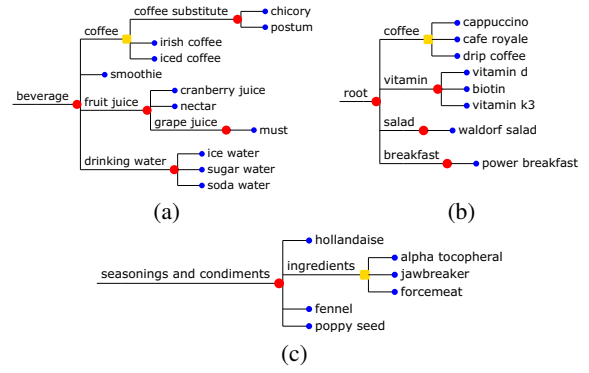 coffee substitute
chicory
postum
coffee
irish coffee
iced coffee
smoothie
beverage
cranberry juice
fruit juice
nectar
grape juice
must
ice water
drinking water
sugar water
soda water
(a)
cappuccino
coffee
cafe royale
drip coffee
vitamin d
vitamin
biotin
root
vitamin k3
salad
waldorf salad
breakfast
power breakfast
(b)
hollandaise
alpha tocopheral
ingredients
seasonings and condiments
jawbreaker
forcemeat
fennel
poppy seed
(c)